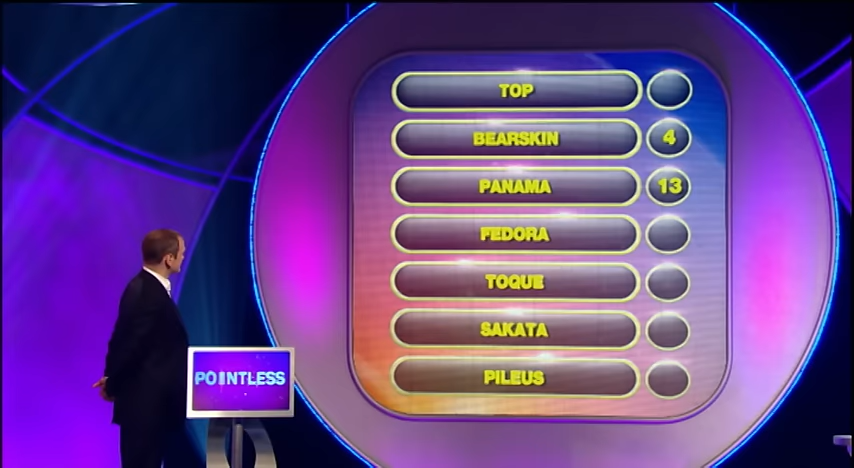 TOP
BEARSKIN 4
PANAMA 13
FEDORA
TOQUE
SAKATA
PILEUS
POINTLESS